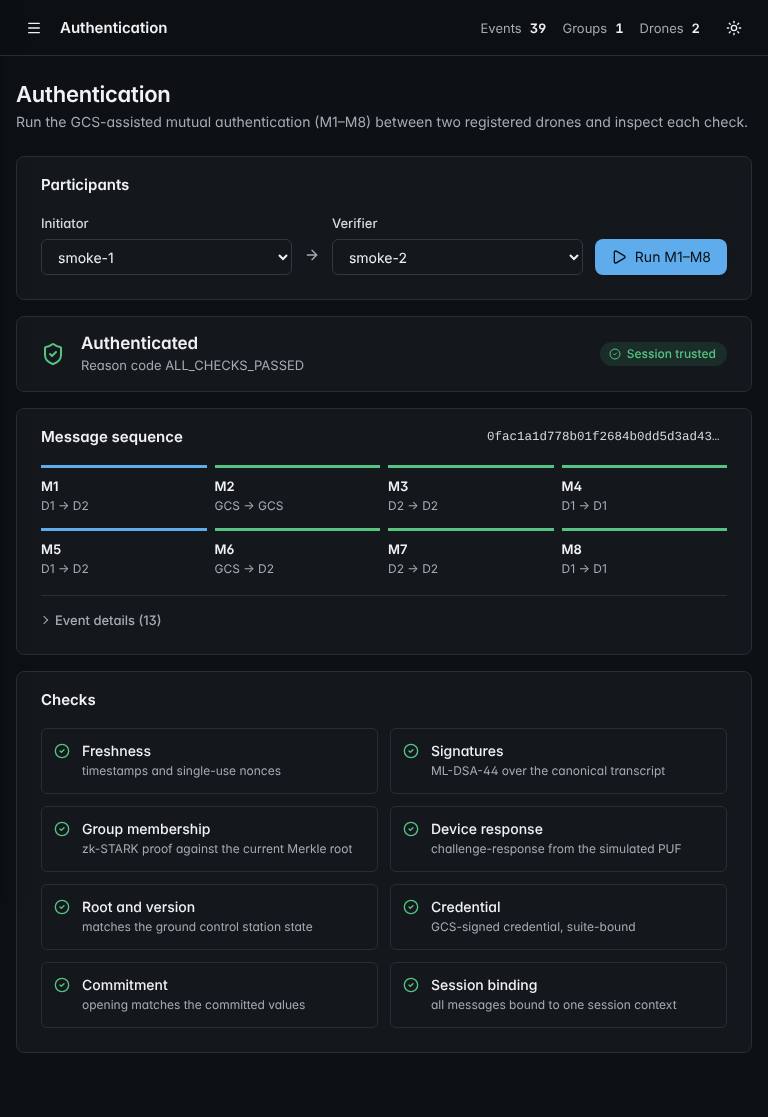 Authentication
Events 39 Groups 1 Drones 2
Authentication
Run the GCS-assisted mutual authentication (M1–M8) between two registered drones and inspect each check.
Participants
Initiator
Verifier
smoke-1
→
smoke-2
Run M1–M8
Authenticated
Reason code ALL_CHECKS_PASSED
Session trusted
Message sequence
0fac1a1d778b01f2684b0dd5d3ad43…
M1
D1 → D2
M2
GCS → GCS
M3
D2 → D2
M4
D1 → D1
M5
D1 → D2
M6
GCS → D2
M7
D2 → D2
M8
D1 → D1
Event details (13)
Checks
Freshness
timestamps and single-use nonces
Signatures
ML-DSA-44 over the canonical transcript
Group membership
zk-STARK proof against the current Merkle root
Device response
challenge-response from the simulated PUF
Root and version
matches the ground control station state
Credential
GCS-signed credential, suite-bound
Commitment
opening matches the committed values
Session binding
all messages bound to one session context